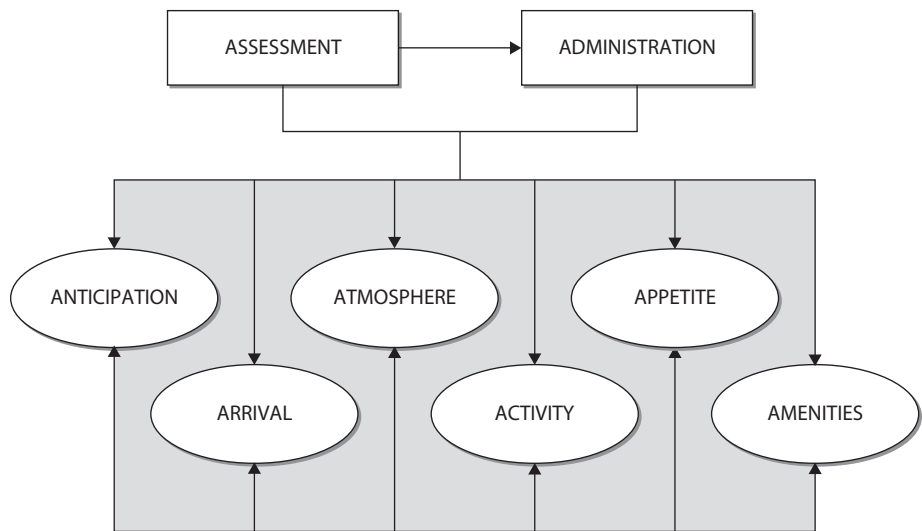 ASSESSMENT
ADMINISTRATION
ANTICIPATION
ATMOSPHERE
APPETITE
ARRIVAL
ACTIVITY
AMENITIES